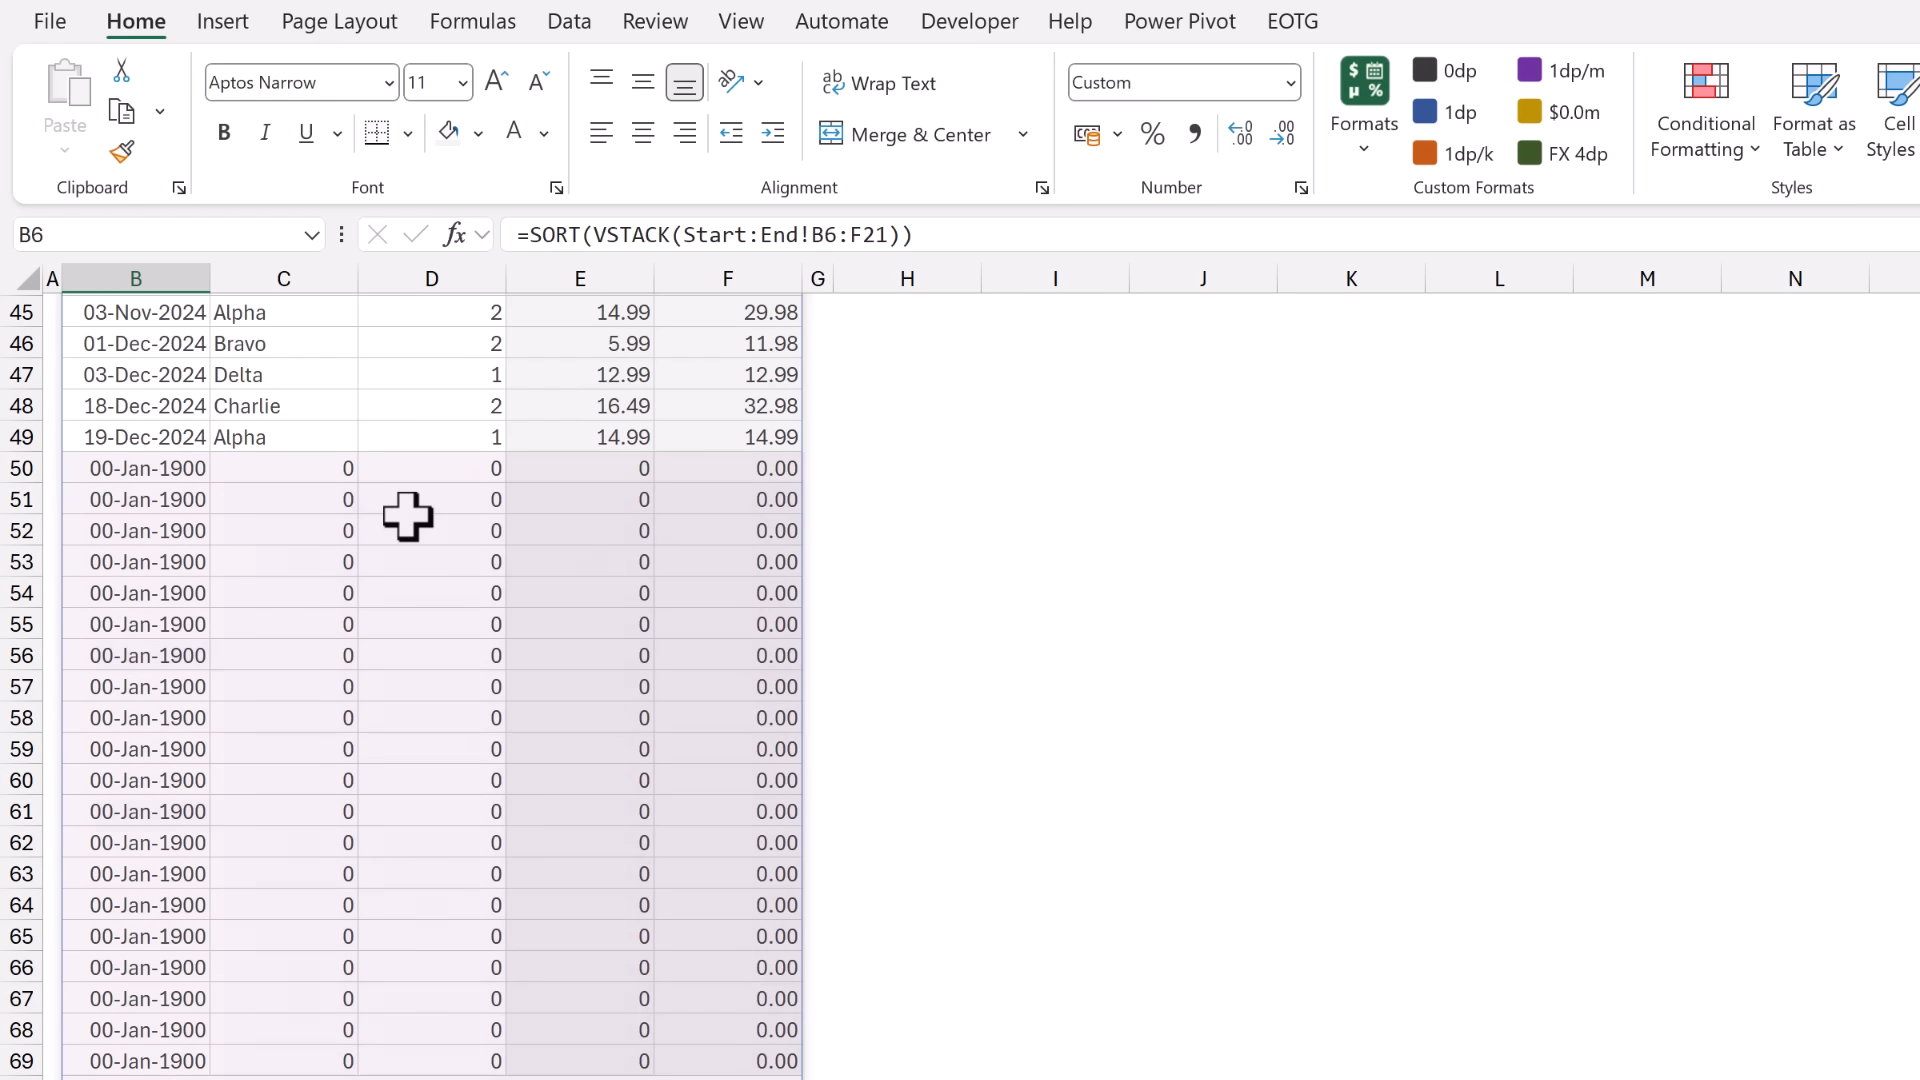 File Home Insert Page Layout Formulas Data Review View Automate Developer Help Power Pivot EOTG
Paste
Clipboard
Aptos Narrow 11 A^ A˅
B I U A
Font
ab Wrap Text
Merge & Center
Alignment
Custom
% , .00 .00
Number
Formats
0dp 1dp/m
1dp $0.0m
1dp/k FX 4dp
Custom Formats
Conditional Formatting
Format as Table
Cell Styles
Styles
B6 fx =SORT(VSTACK(Start:End!B6:F21))
A B C D E F G H I J K L M N
45 03-Nov-2024 Alpha 2 14.99 29.98
46 01-Dec-2024 Bravo 2 5.99 11.98
47 03-Dec-2024 Delta 1 12.99 12.99
48 18-Dec-2024 Charlie 2 16.49 32.98
49 19-Dec-2024 Alpha 1 14.99 14.99
50 00-Jan-1900 0 0 0 0.00
51 00-Jan-1900 0 0 0 0.00
52 00-Jan-1900 0 0 0 0.00
53 00-Jan-1900 0 0 0 0.00
54 00-Jan-1900 0 0 0 0.00
55 00-Jan-1900 0 0 0 0.00
56 00-Jan-1900 0 0 0 0.00
57 00-Jan-1900 0 0 0 0.00
58 00-Jan-1900 0 0 0 0.00
59 00-Jan-1900 0 0 0 0.00
60 00-Jan-1900 0 0 0 0.00
61 00-Jan-1900 0 0 0 0.00
62 00-Jan-1900 0 0 0 0.00
63 00-Jan-1900 0 0 0 0.00
64 00-Jan-1900 0 0 0 0.00
65 00-Jan-1900 0 0 0 0.00
66 00-Jan-1900 0 0 0 0.00
67 00-Jan-1900 0 0 0 0.00
68 00-Jan-1900 0 0 0 0.00
69 00-Jan-1900 0 0 0 0.00